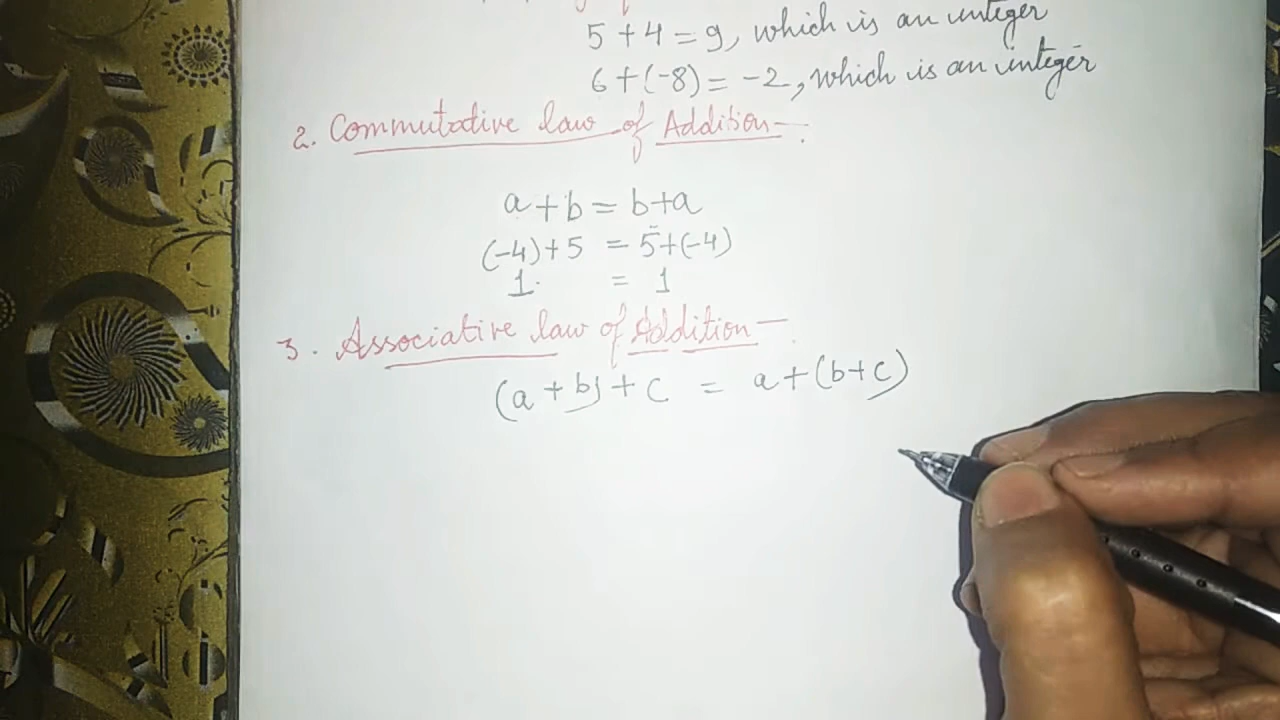 5 + 4 = 9, which is an integer
6 + (-8) = -2, which is an integer
2. Commutative law of Addition —
a + b = b + a
(-4) + 5 = 5 + (-4)
1 = 1
3. Associative law of Addition —
(a + b) + c = a + (b + c)